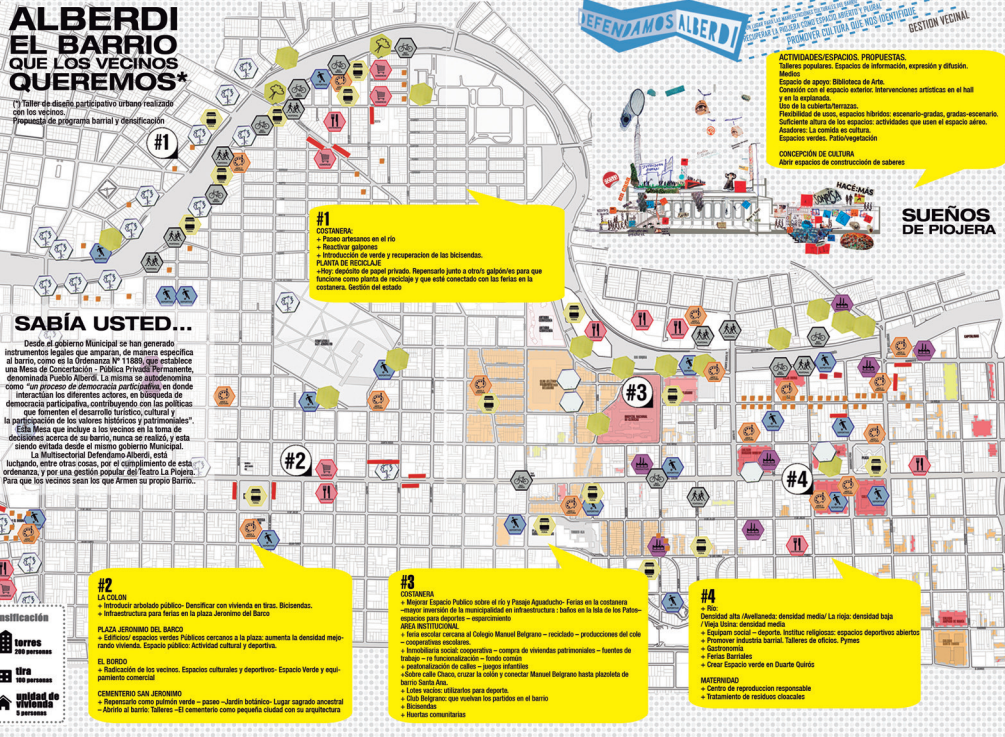 ALBERDI
EL BARRIO
QUE LOS VECINOS
QUEREMOS*
(*) Taller de diseño participativo urbano realizado
con los vecinos.
Propuesta de programa barrial y densificación
DEFENDAMOS ALBERDI
RECUPERAR LA PIOJERA COMO ESPACIO ABIERTO Y PLURAL
PROMOVER CULTURA QUE NOS IDENTIFIQUE
GESTION VECINAL
ACTIVIDADES/ESPACIOS. PROPUESTAS.
Talleres populares. Espacios de información, expresión y difusión.
Medios
Espacio de apoyo: Biblioteca de Arte.
Conexión con el espacio exterior. Intervenciones artísticas en el hall
y en la explanada.
Uso de la cubierta/terrazas.
Flexibilidad de usos, espacios híbridos: escenario-gradas, gradas-escenario.
Suficiente altura de los espacios: actividades que usen el espacio aéreo.
Asadores: La comida es cultura.
Espacios verdes. Patio/vegetación
CONCEPCIÓN DE CULTURA
Abrir espacios de construccioón de saberes
HACÉ:MÁS
SUEÑOS
DE PIOJERA
#1
#1
COSTANERA:
+ Paseo artesanos en el río
+ Reactivar galpones
+ Introducción de verde y recuperacion de las bicisendas.
PLANTA DE RECICLAJE
+Hoy: depósito de papel privado. Repensarlo junto a otro/s galpón/es para que
funcione como planta de reciclaje y que esté conectado con las ferias en la
costanera. Gestión del estado
SABÍA USTED...
Desde el gobierno Municipal se han generado
instrumentos legales que amparan, de manera específica
al barrio, como es la Ordenanza Nº 11889, que establece
una Mesa de Concertación - Pública Privada Permanente,
denominada Pueblo Alberdi. La misma se autodenomina
como "un proceso de democracia participativa, en donde
interactúan los diferentes actores, en búsqueda de
democracia participativa, contribuyendo con las políticas
que fomenten el desarrollo turístico, cultural y
la participación de los valores históricos y patrimoniales".
Esta Mesa que incluye a los vecinos en la toma de
decisiones acerca de su barrio, nunca se realizó, y esta
siendo evitada desde el mismo gobierno Municipal.
La Multisectorial Defendamo Alberdi, está
luchando, entre otras cosas, por el cumplimiento de esta
ordenanza, y por una gestión popular del Teatro La Piojera.
Para que los vecinos sean los que Armen su propio Barrio..
#3
#2
#4
#2
LA COLON
+ Introducir arbolado público- Densificar con vivienda en tiras. Bicisendas.
+ Infraestructura para ferias en la plaza Jeronimo del Barco
PLAZA JERONIMO DEL BARCO
+ Edificios/ espacios verdes Públicos cercanos a la plaza: aumenta la densidad mejo-
rando vivienda. Espacio público: Actividad cultural y deportiva.
EL BORDO
+ Radicación de los vecinos. Espacios culturales y deportivos- Espacio Verde y equi-
pamiento comercial
CEMENTERIO SAN JERONIMO
+ Repensarlo como pulmón verde – paseo –Jardín botánico- Lugar sagrado ancestral
– Abrirlo al barrio: Talleres –El cementerio como pequeña ciudad con su arquitectura
#3
COSTANERA
+ Mejorar Espacio Publico sobre el río y Pasaje Aguaducho- Ferias en la costanera
–mayor inversión de la municipalidad en infraestructura : baños en la Isla de los Patos–
espacios para deportes – esparcimiento
AREA INSTITUCIONAL
+ feria escolar cercana al Colegio Manuel Belgrano – reciclado – producciones del cole
– cooperativas escolares.
+ Inmobiliaria social: cooperativa – compra de viviendas patrimoniales – fuentes de
trabajo – re funcionalización – fondo común
+ peatonalización de calles – juegos infantiles
+Sobre calle Chaco, cruzar la colón y conectar Manuel Belgrano hasta plazoleta de
barrio Santa Ana.
+ Lotes vacíos: utilizarlos para deporte.
+ Club Belgrano: que vuelvan los partidos en el barrio
+ Bicisendas
+ Huertas comunitarias
#4
+ Río:
Densidad alta /Avellaneda: densidad media/ La rioja: densidad baja
/Vieja Usina: densidad media
+ Equipam social – deporte. Instituc religiosas: espacios deportivos abiertos
+ Promover industria barrial. Talleres de oficios. Pymes
+ Gastronomía
+ Ferias Barriales
+ Crear Espacio verde en Duarte Quirós
MATERNIDAD
+ Centro de reproduccion responsable
+ Tratamiento de residuos cloacales
torres
200 personas
tira
100 personas
unidad de
vivienda
5 personas